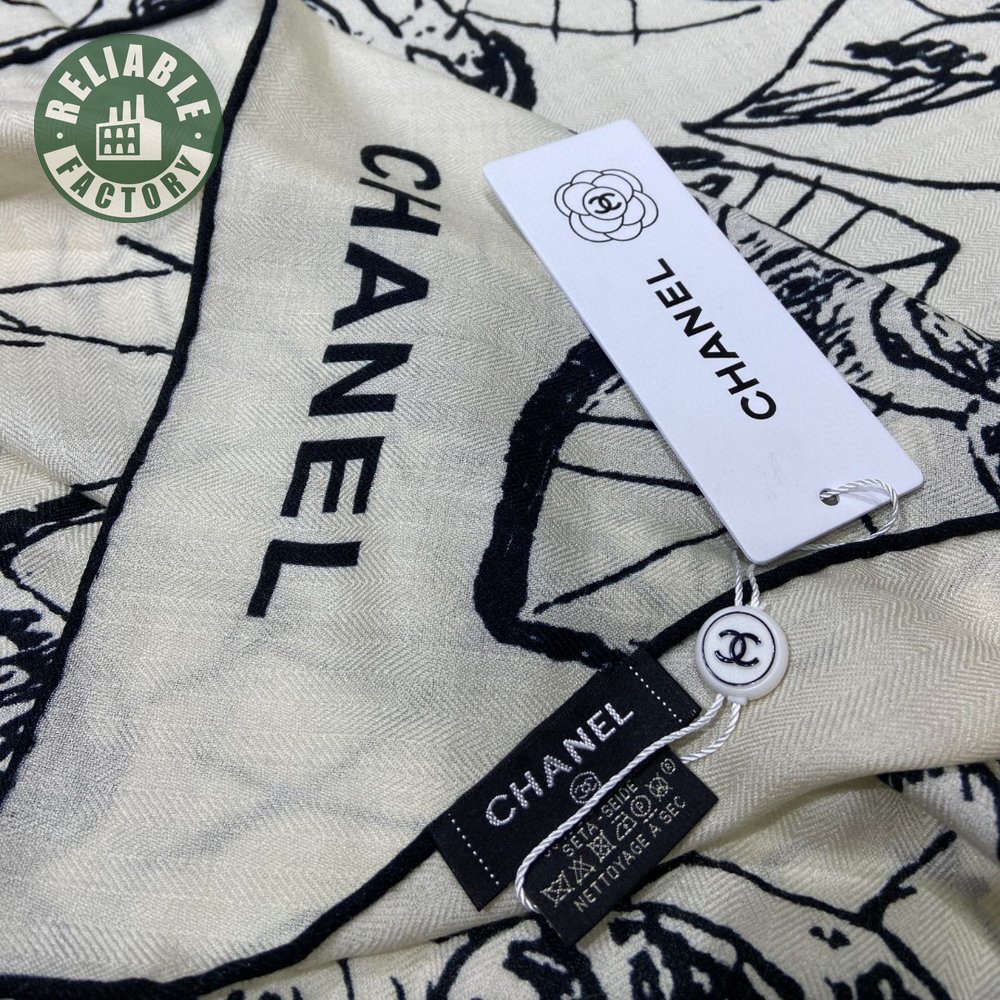 RELIABLE
FACTORY
CHANEL
CHANEL
CHANEL
SETA-SEIDE
NETTOYAGE A SEC